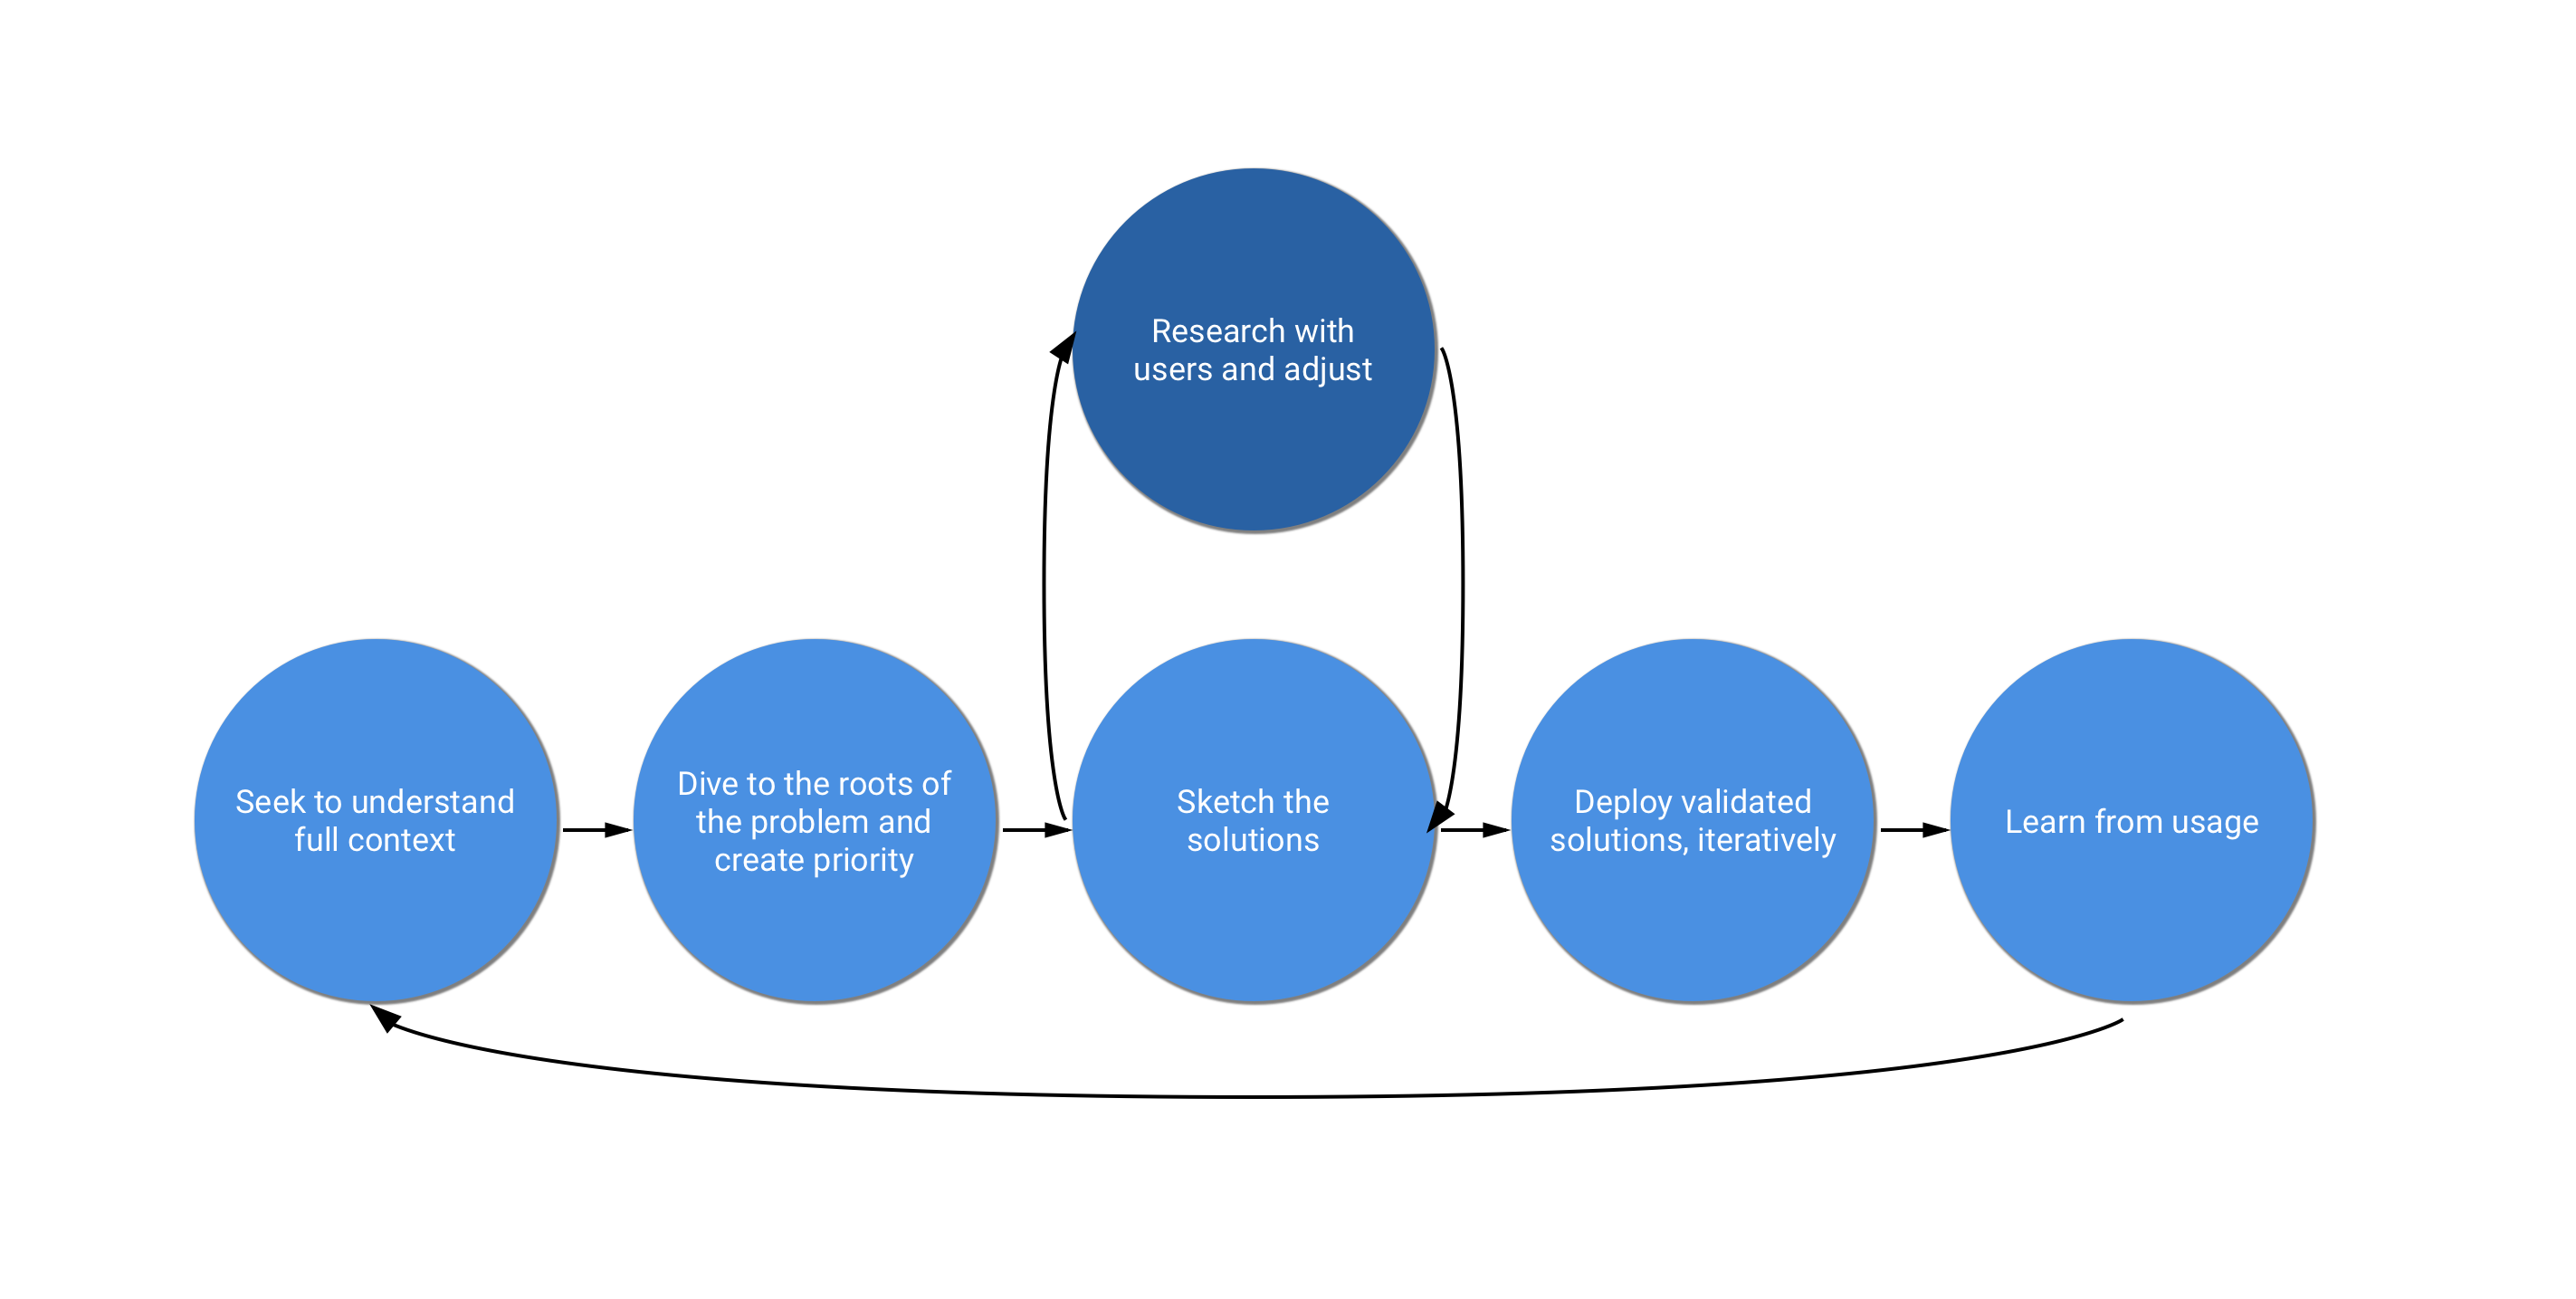 Research with
users and adjust
Seek to understand
full context
Dive to the roots of
the problem and
create priority
Sketch the
solutions
Deploy validated
solutions, iteratively
Learn from usage